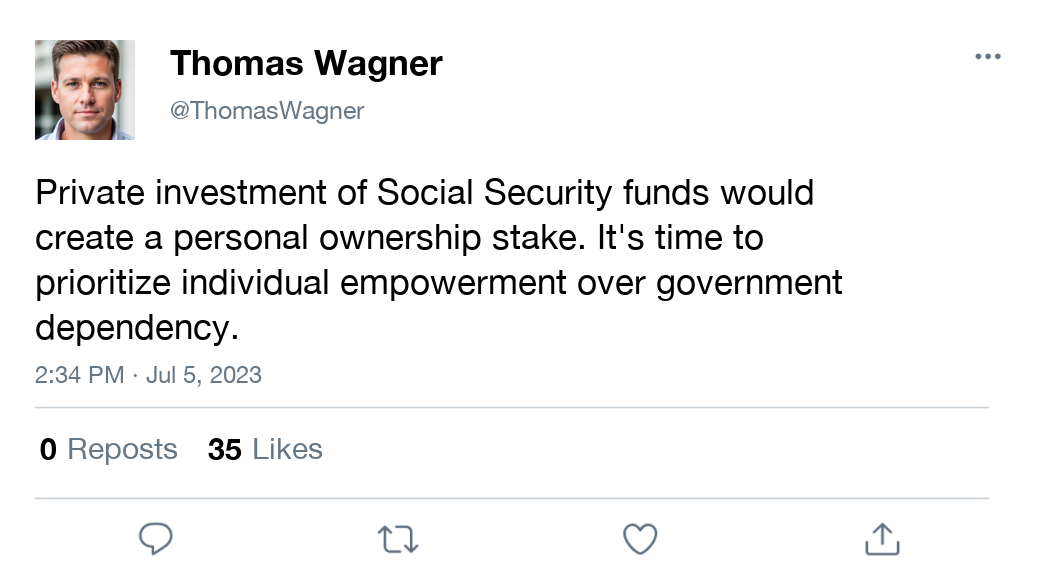 Thomas Wagner
@ThomasWagner
Private investment of Social Security funds would
create a personal ownership stake. It's time to
prioritize individual empowerment over government
dependency.
2:34 PM · Jul 5, 2023
0 Reposts 35 Likes